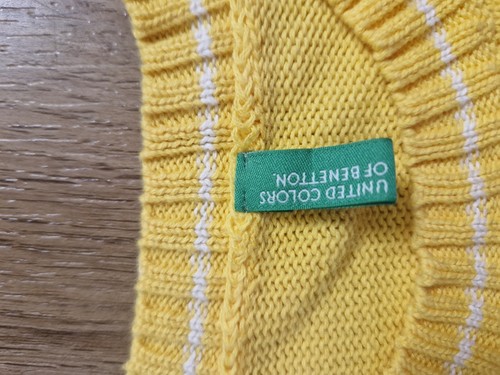 UNITED COLORS
OF BENETTON.